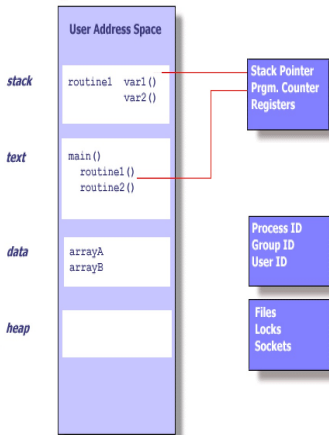 User Address Space
stack
routine1 var1()
var2()
text
main()
routine1()
routine2()
data
arrayA
arrayB
heap
Stack Pointer
Prgm. Counter
Registers
Process ID
Group ID
User ID
Files
Locks
Sockets